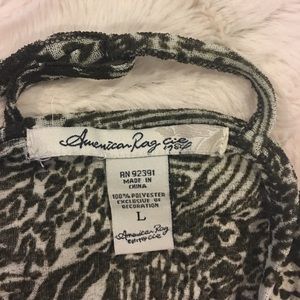 American Rag Cie
RN 92391
MADE IN
CHINA
100% POLYESTER
EXCLUSIVE OF
DECORATION
L
American Rag
Cie